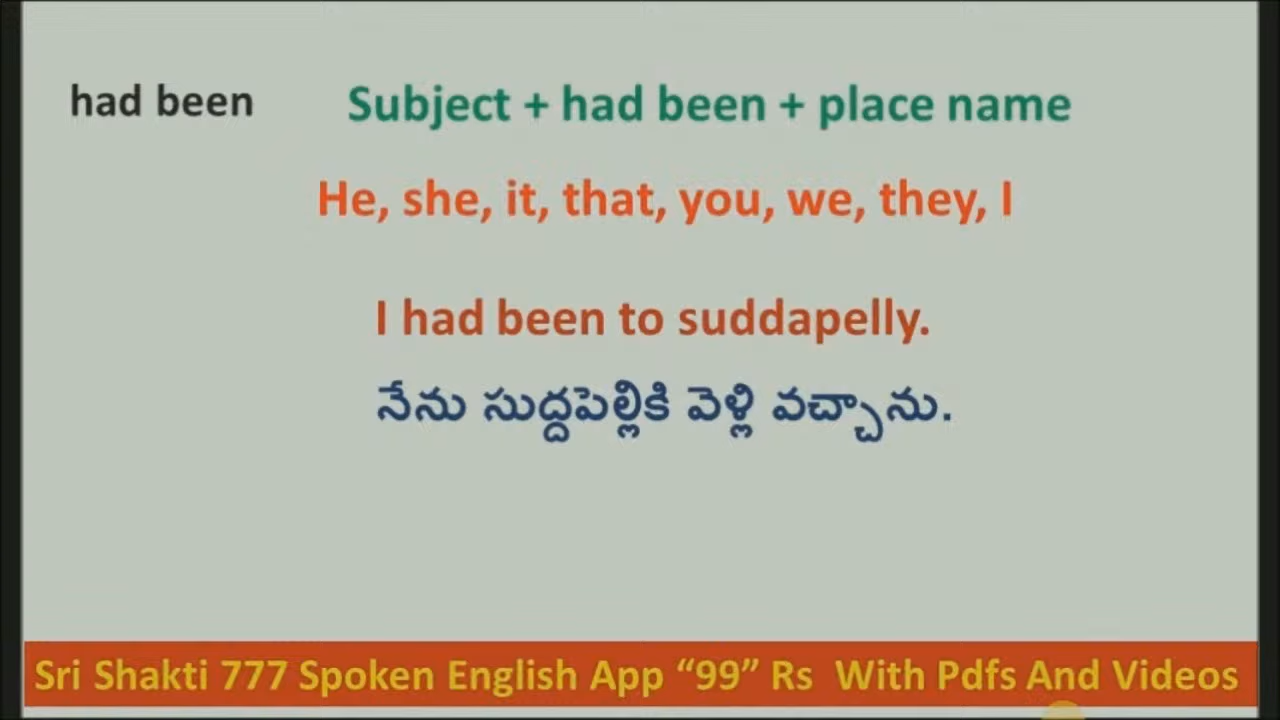 had been Subject + had been + place name
He, she, it, that, you, we, they, I
I had been to suddapelly.
నేను సుద్దపెల్లికి వెళ్లి వచ్చాను.
Sri Shakti 777 Spoken English App “99” Rs With Pdfs And Videos